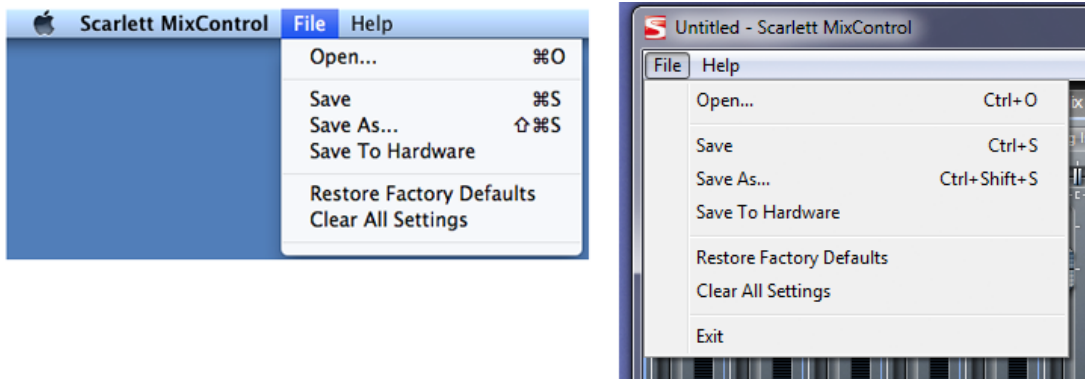 Scarlett MixControl File Help
Open... ⌘O
Save ⌘S
Save As... ⇧⌘S
Save To Hardware
Restore Factory Defaults
Clear All Settings
Untitled - Scarlett MixControl
File Help
Open... Ctrl+O
Save Ctrl+S
Save As... Ctrl+Shift+S
Save To Hardware
Restore Factory Defaults
Clear All Settings
Exit